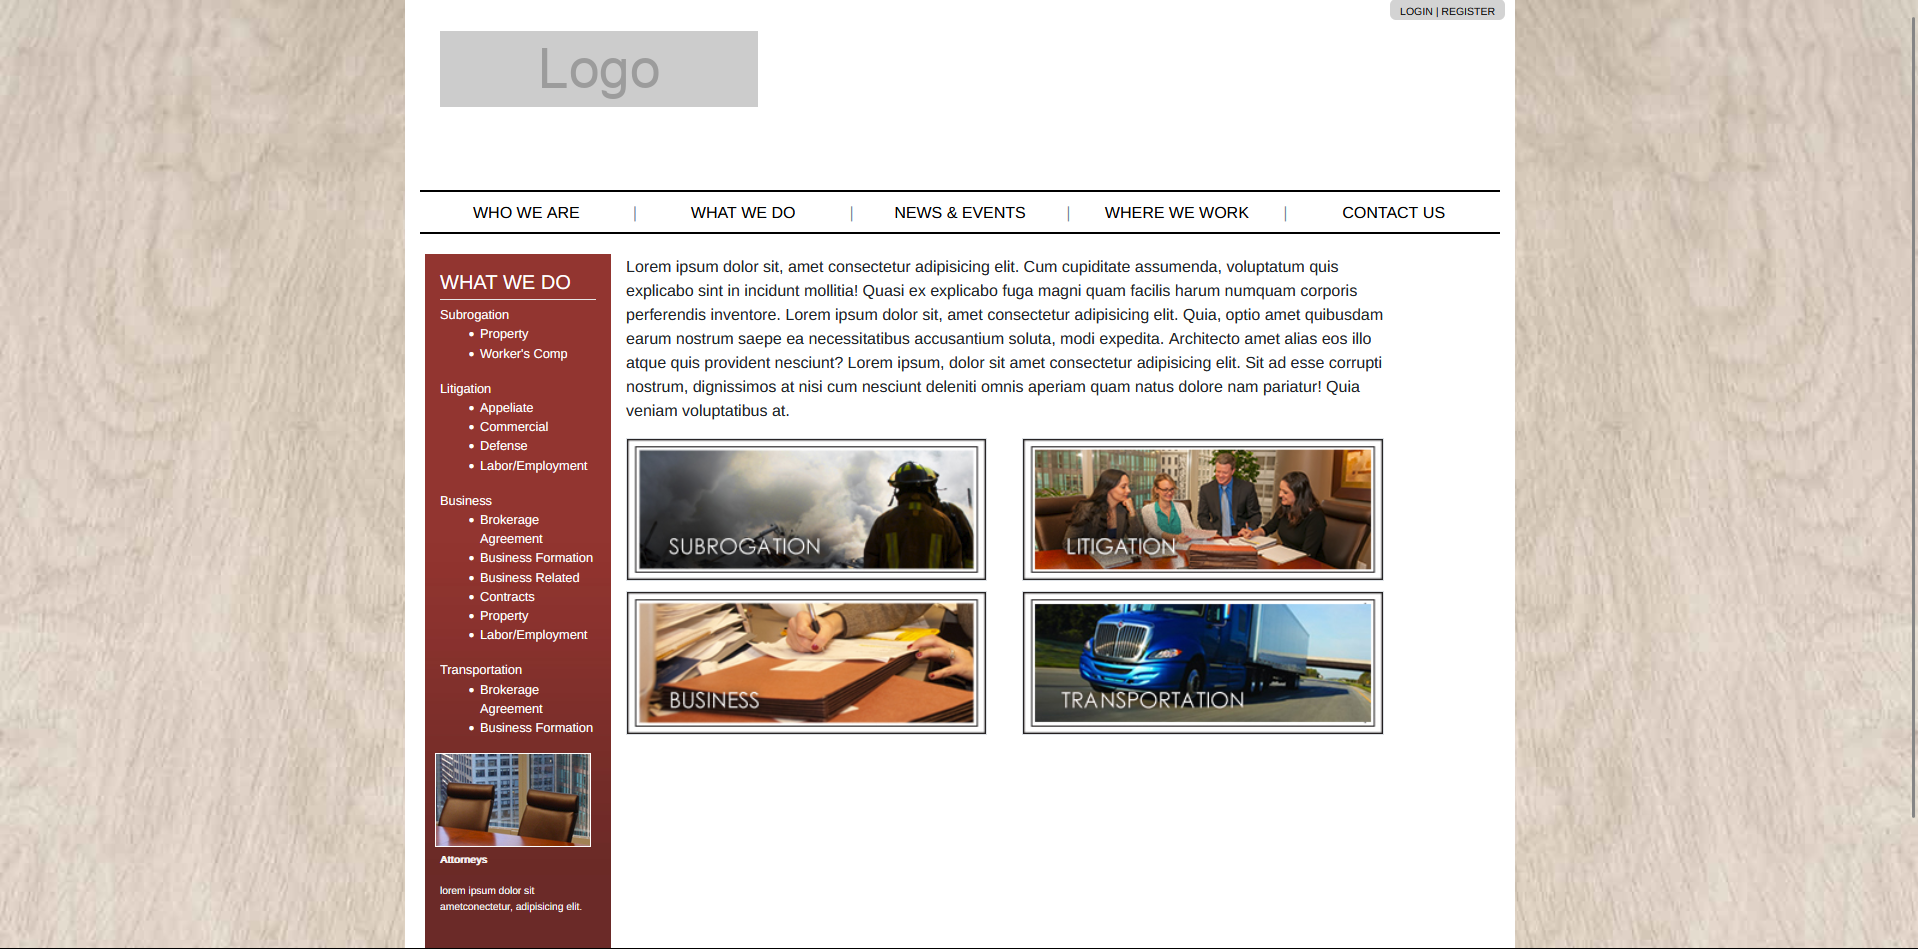 LOGIN | REGISTER
Logo
WHO WE ARE | WHAT WE DO | NEWS & EVENTS | WHERE WE WORK | CONTACT US
WHAT WE DO
Subrogation
Property
Worker's Comp
Litigation
Appeliate
Commercial
Defense
Labor/Employment
Business
Brokerage
Agreement
Business Formation
Business Related
Contracts
Property
Labor/Employment
Transportation
Brokerage
Agreement
Business Formation
Attorneys
lorem ipsum dolor sit
ametconectetur, adipisicing elit.
Lorem ipsum dolor sit, amet consectetur adipisicing elit. Cum cupiditate assumenda, voluptatum quis
explicabo sint in incidunt mollitia! Quasi ex explicabo fuga magni quam facilis harum numquam corporis
perferendis inventore. Lorem ipsum dolor sit, amet consectetur adipisicing elit. Quia, optio amet quibusdam
earum nostrum saepe ea necessitatibus accusantium soluta, modi expedita. Architecto amet alias eos illo
atque quis provident nesciunt? Lorem ipsum, dolor sit amet consectetur adipisicing elit. Sit ad esse corrupti
nostrum, dignissimos at nisi cum nesciunt deleniti omnis aperiam quam natus dolore nam pariatur! Quia
veniam voluptatibus at.
SUBROGATION
LITIGATION
BUSINESS
TRANSPORTATION